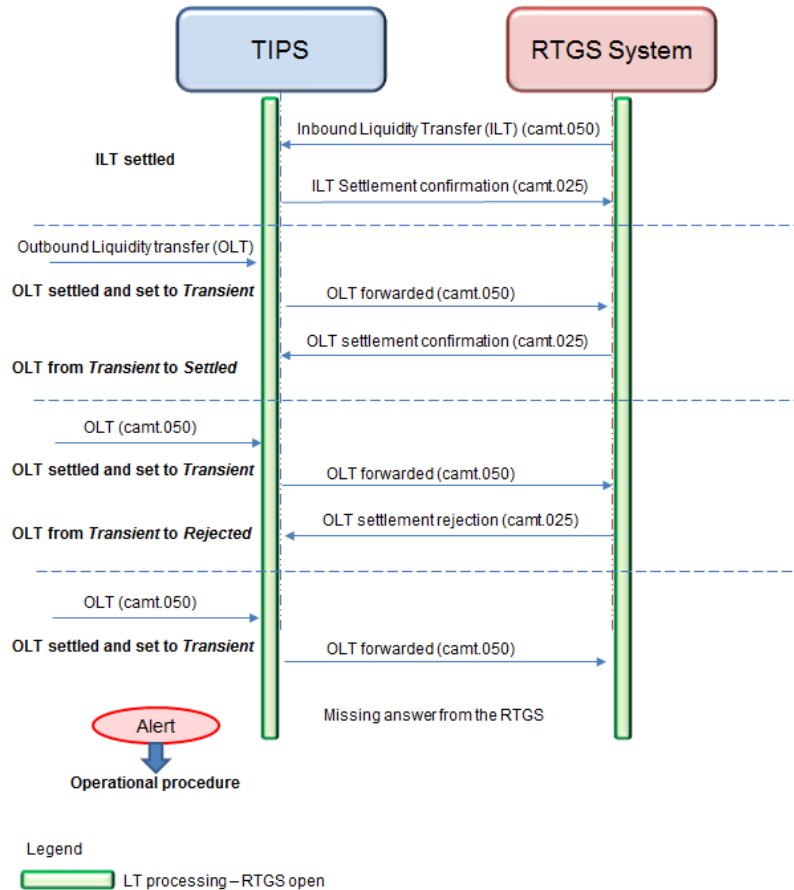 TIPS
RTGS System
Inbound Liquidity Transfer (ILT) (camt.050)
ILT settled
ILT Settlement confirmation (camt.025)
Outbound Liquidity transfer (OLT)
OLT settled and set to Transient
OLT forwarded (camt.050)
OLT settlement confirmation (camt.025)
OLT from Transient to Settled
OLT (camt.050)
OLT settled and set to Transient
OLT forwarded (camt.050)
OLT settlement rejection (camt.025)
OLT from Transient to Rejected
OLT (camt.050)
OLT settled and set to Transient
OLT forwarded (camt.050)
Missing answer from the RTGS
Alert
Operational procedure
Legend
LT processing – RTGS open